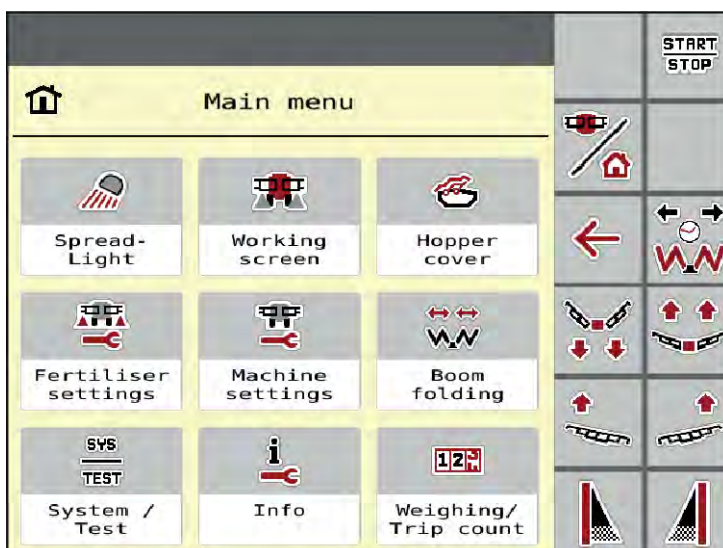 START
STOP
Main menu
Spread-
Light
Working
screen
Hopper
cover
Fertiliser
settings
Machine
settings
Boom
folding
SYS
TEST
System /
Test
i
Info
12
Weighing/
Trip count